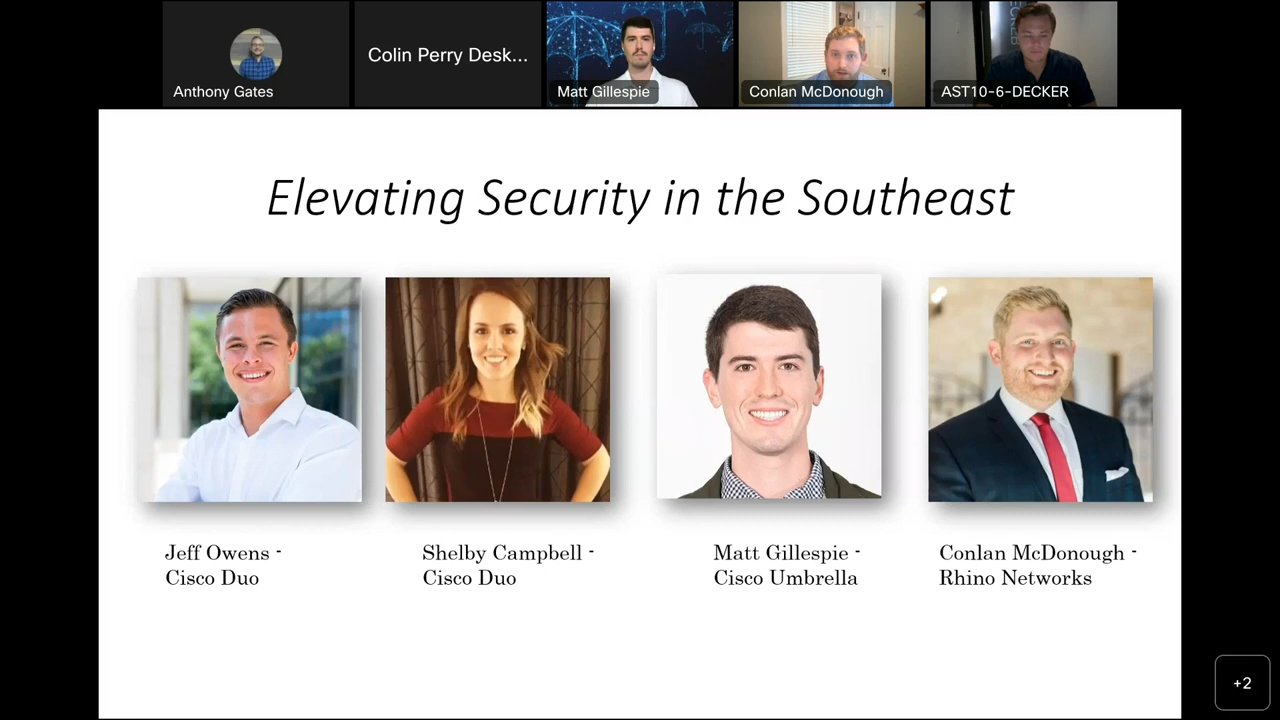 Anthony Gates
Colin Perry Desk...
Matt Gillespie
Conlan McDonough
AST10-6-DECKER
Elevating Security in the Southeast
Jeff Owens -
Cisco Duo
Shelby Campbell -
Cisco Duo
Matt Gillespie -
Cisco Umbrella
Conlan McDonough -
Rhino Networks
+2